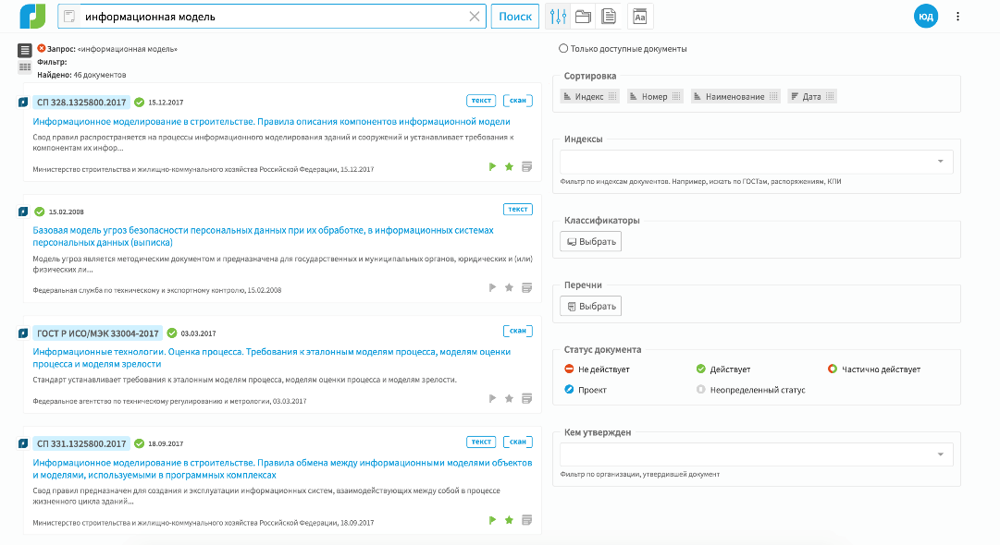 информационная модель
Поиск
Aa
ЮД
Запрос: «информационная модель»
Фильтр:
Найдено: 46 документов
СП 328.1325800.2017 15.12.2017 текст скан
Информационное моделирование в строительстве. Правила описания компонентов информационной модели
Свод правил распространяется на процессы информационного моделирования зданий и сооружений и устанавливает требования к
компонентам их инфор...
Министерство строительства и жилищно-коммунального хозяйства Российской Федерации, 15.12.2017
15.02.2008 текст
Базовая модель угроз безопасности персональных данных при их обработке, в информационных системах
персональных данных (выписка)
Модель угроз является методическим документом и предназначена для государственных и муниципальных органов, юридических и (или)
физических ли...
Федеральная служба по техническому и экспортному контролю, 15.02.2008
ГОСТ Р ИСО/МЭК 33004-2017 03.03.2017 скан
Информационные технологии. Оценка процесса. Требования к эталонным моделям процесса, моделям оценки
процесса и моделям зрелости
Стандарт устанавливает требования к эталонным моделям процесса, моделям оценки процесса и моделям зрелости.
Федеральное агентство по техническому регулированию и метрологии, 03.03.2017
СП 331.1325800.2017 18.09.2017 текст скан
Информационное моделирование в строительстве. Правила обмена между информационными моделями объектов
и моделями, используемыми в программных комплексах
Свод правил предназначен для создания и эксплуатации информационных систем, взаимодействующих между собой в процессе
жизненного цикла зданий...
Министерство строительства и жилищно-коммунального хозяйства Российской Федерации, 18.09.2017
Только доступные документы
Сортировка
Индекс Номер Наименование Дата
Индексы
Фильтр по индексам документов. Например, искать по ГОСТам, распоряжениям, КПИ
Классификаторы
Выбрать
Перечни
Выбрать
Статус документа
Не действует Действует Частично действует
Проект Неопределенный статус
Кем утвержден
Фильтр по организации, утвердившей документ